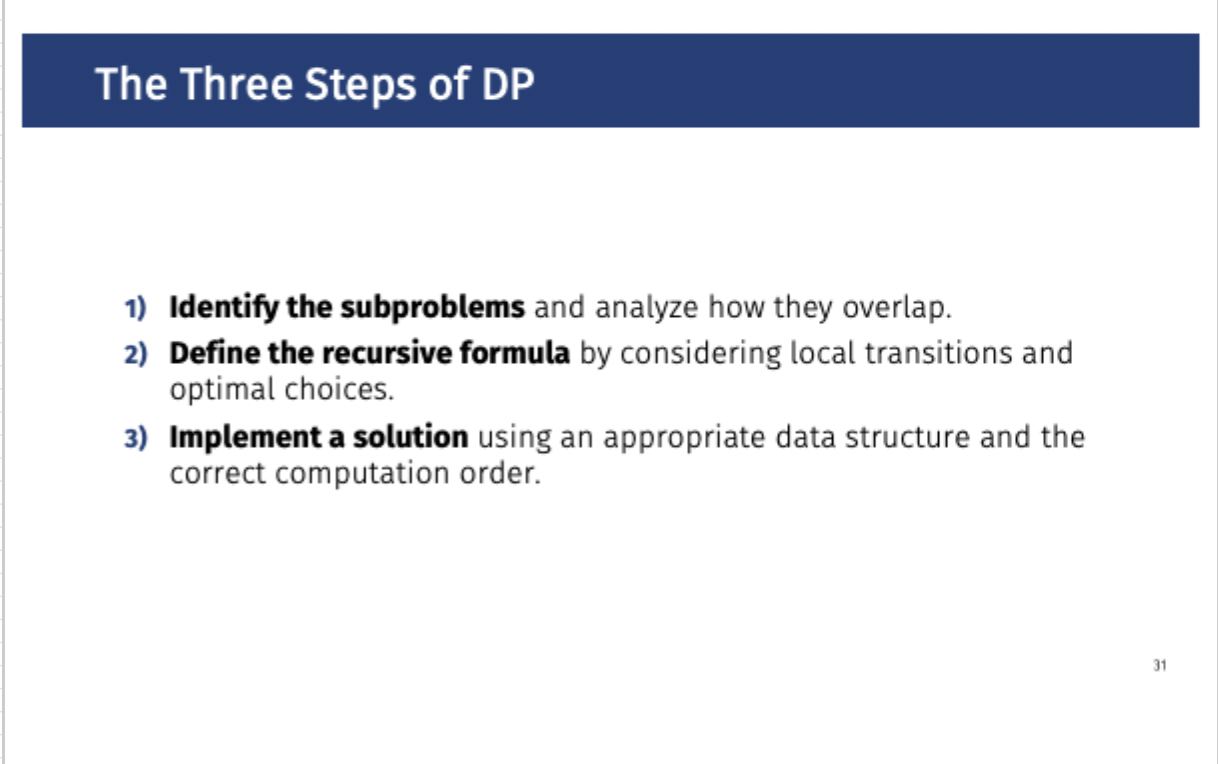 The Three Steps of DP
1) Identify the subproblems and analyze how they overlap.
2) Define the recursive formula by considering local transitions and
optimal choices.
3) Implement a solution using an appropriate data structure and the
correct computation order.
31